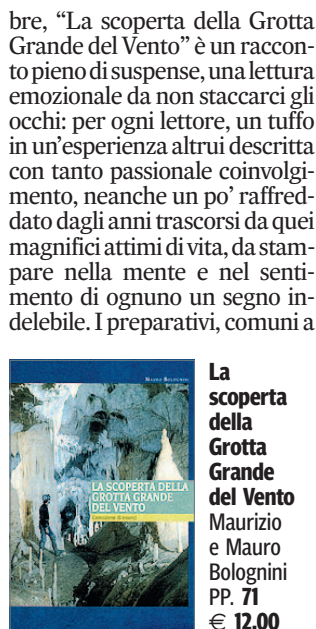 bre, “La scoperta della Grotta
Grande del Vento” è un raccon-
to pieno di suspense, una lettura
emozionale da non staccarci gli
occhi: per ogni lettore, un tuffo
in un’esperienza altrui descritta
con tanto passionale coinvolgi-
mento, neanche un po’ raffred-
dato dagli anni trascorsi da quei
magnifici attimi di vita, da stam-
pare nella mente e nel senti-
mento di ognuno un segno in-
delebile. I preparativi, comuni a
MAURO BOLOGNINI
LA SCOPERTA DELLA
GROTTA GRANDE
DEL VENTO
La
scoperta
della
Grotta
Grande
del Vento
Maurizio
e Mauro
Bolognini
PP. 71
€ 12,00